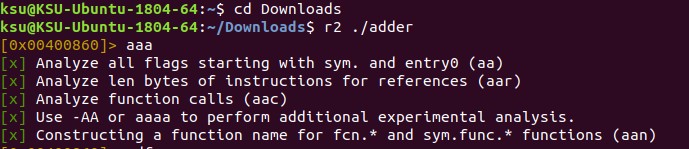 ksu@KSU-Ubuntu-1804-64:~$ cd Downloads
ksu@KSU-Ubuntu-1804-64:~/Downloads$ r2 ./adder
[0x00400860]> aaa
[x] Analyze all flags starting with sym. and entry0 (aa)
[x] Analyze len bytes of instructions for references (aar)
[x] Analyze function calls (aac)
[x] Use -AA or aaaa to perform additional experimental analysis.
[x] Constructing a function name for fcn.* and sym.func.* functions (aan)